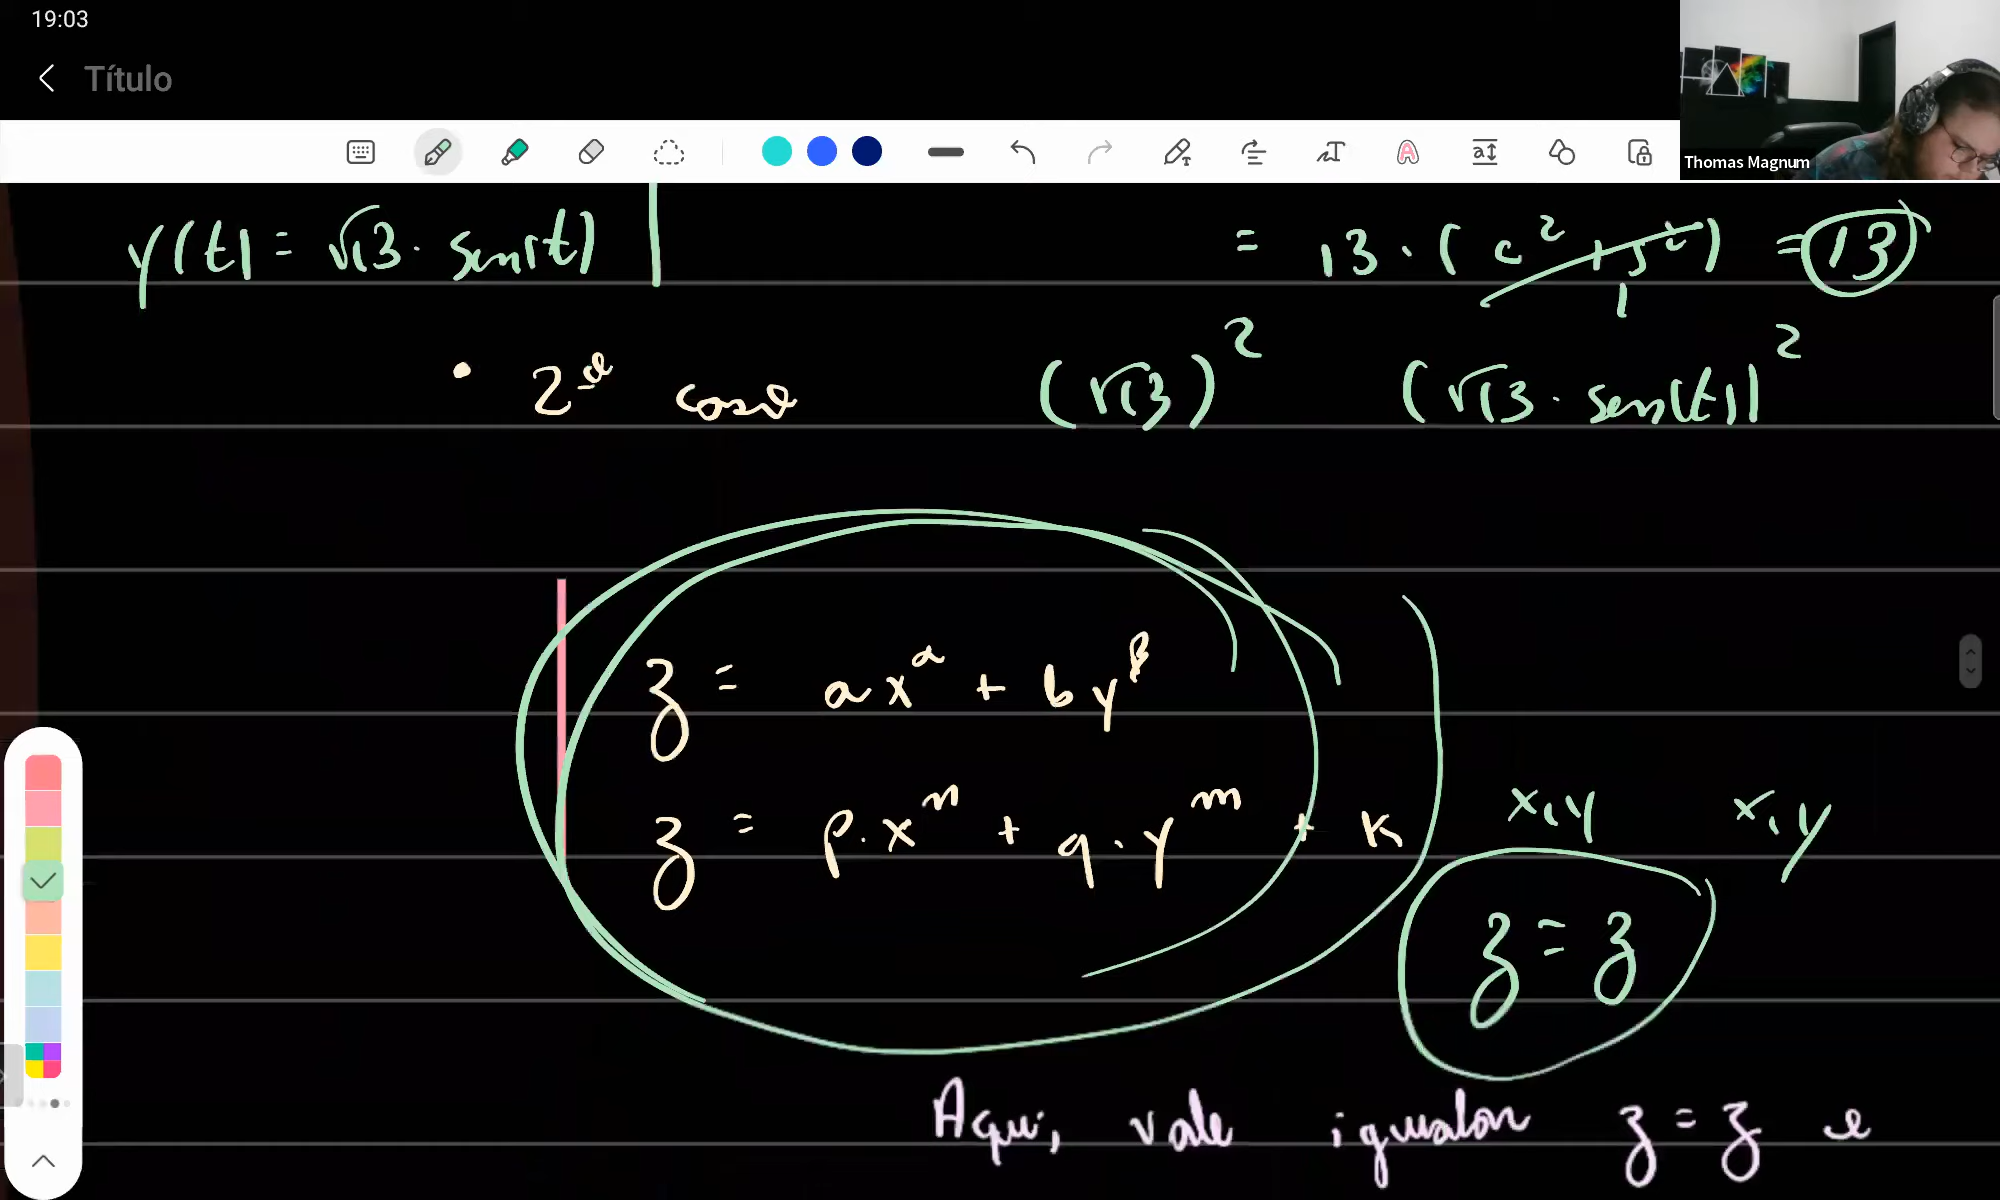 19:03
Título
Thomas Magnum
y(t) = √13 · sen(t)
= 13 · (c² + s²) = 13
1
• 2º caso
(√13)²
(√13 · sen(t))²
z = ax^α + by^β
z = p·x^n + q·y^m + k
x,y
x,y
z = z
Aqui, vale igualar z = z e